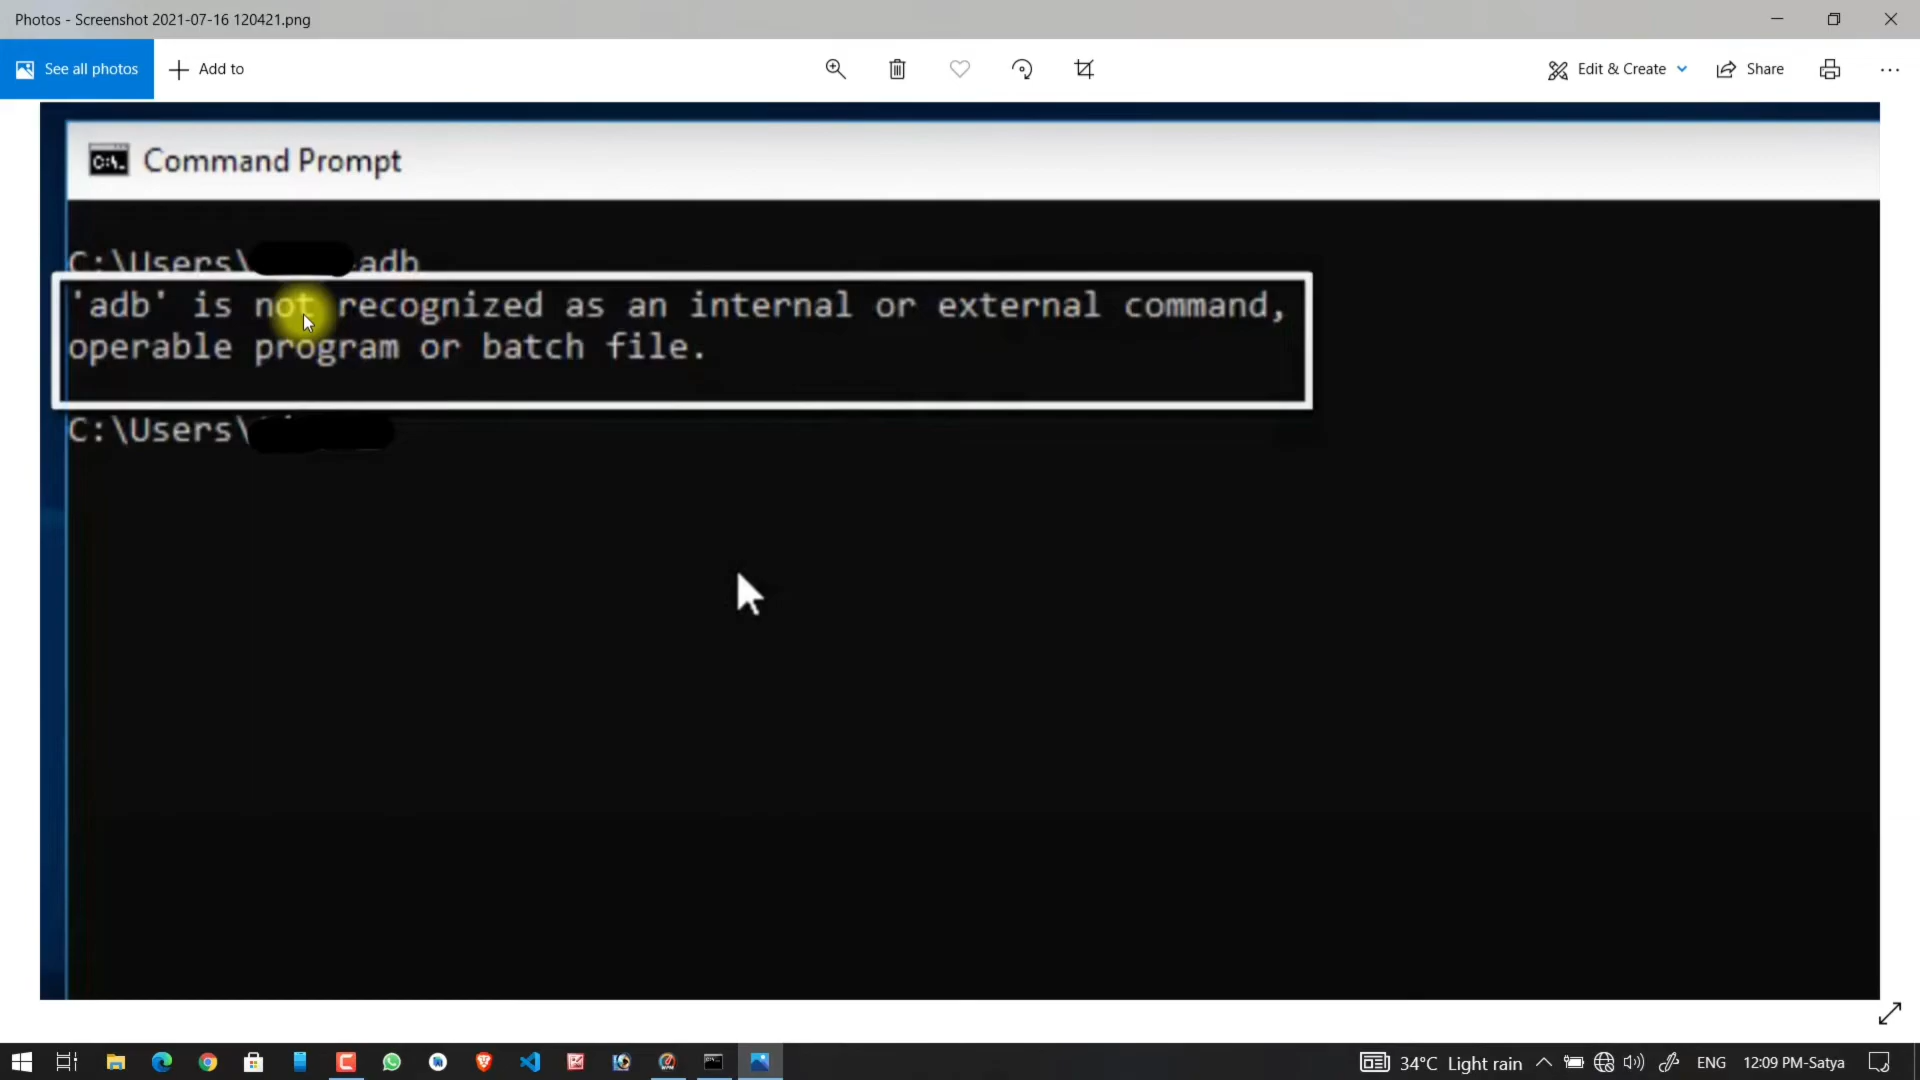 Photos - Screenshot 2021-07-16 120421.png
See all photos
Add to
Edit & Create
Share
C:\.
Command Prompt
C:\Users\ adb
'adb' is not recognized as an internal or external command,
operable program or batch file.
C:\Users\
34°C Light rain
ENG
12:09 PM-Satya